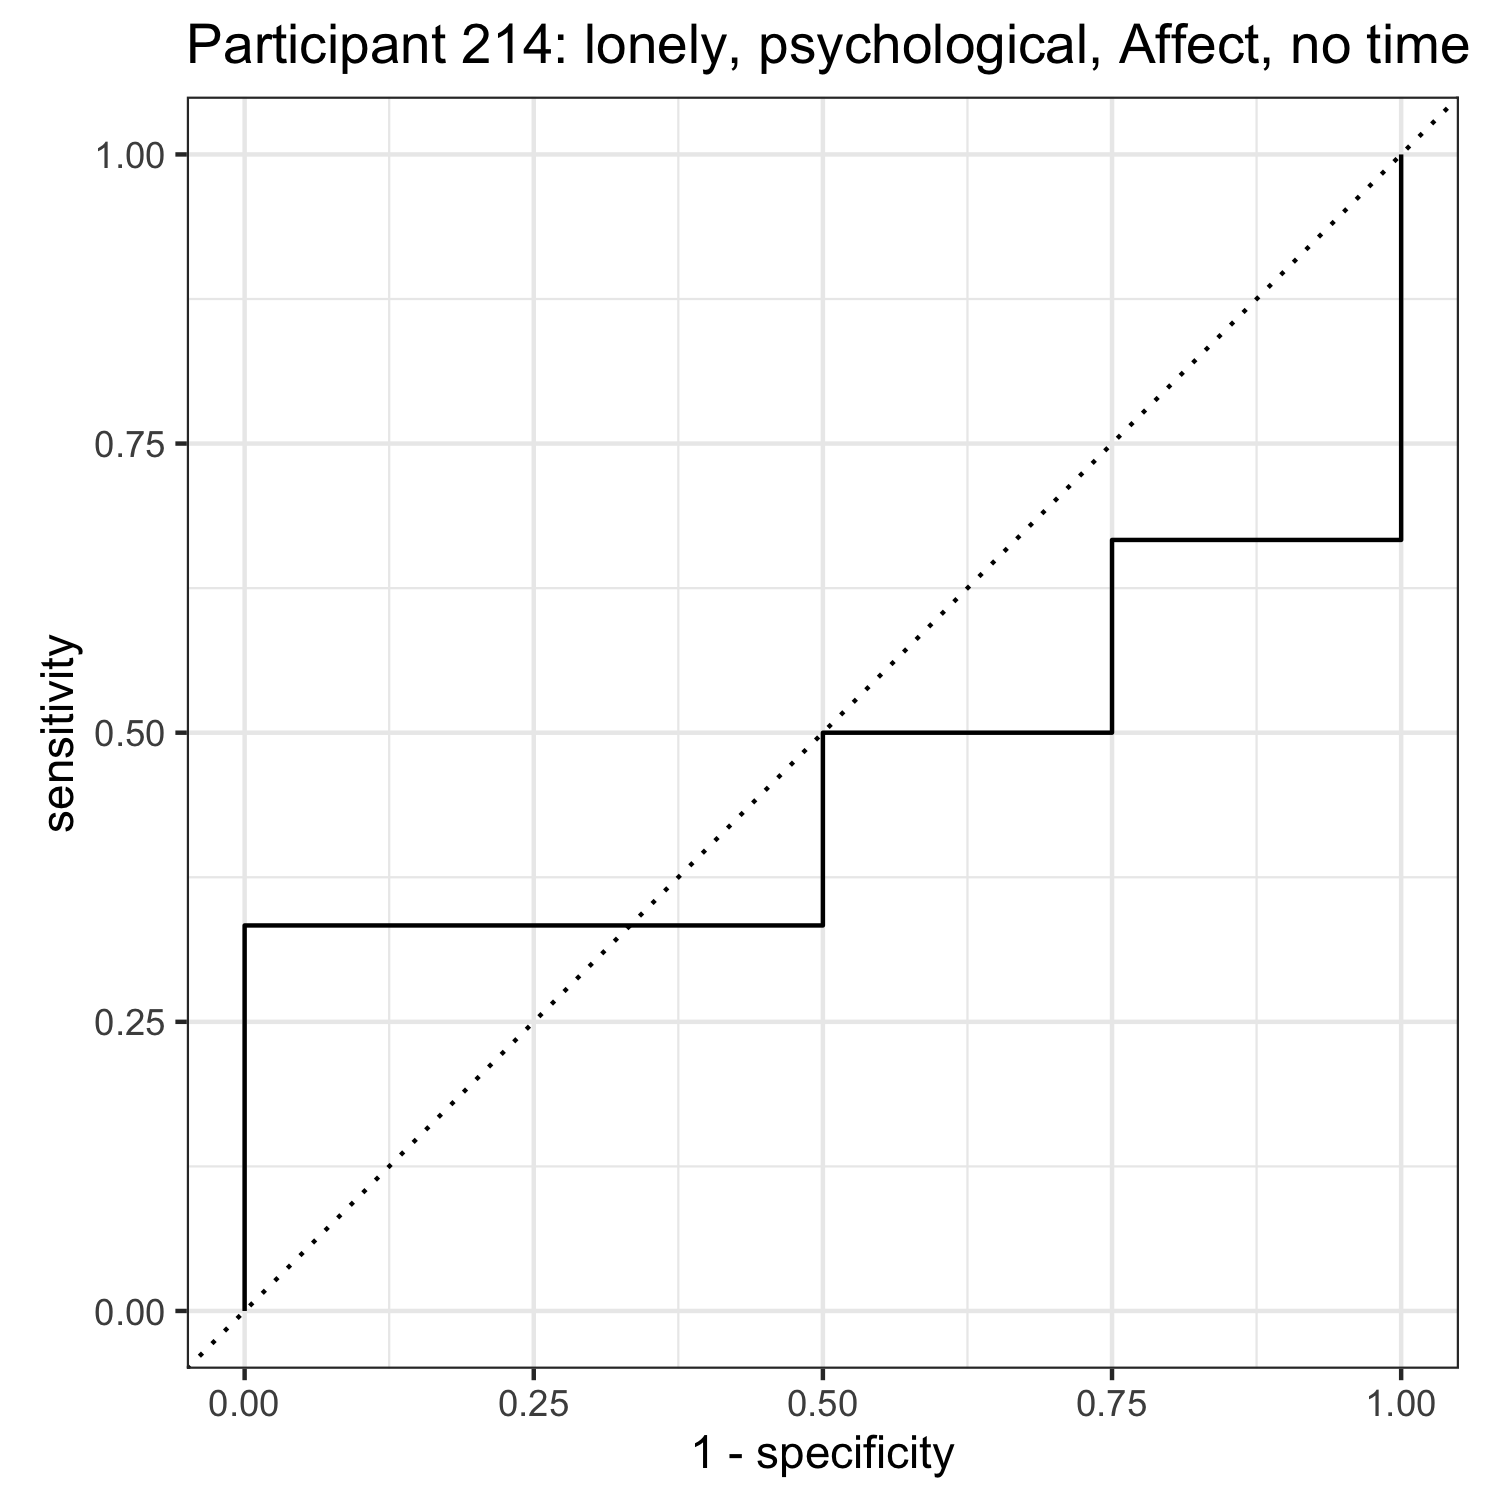 Participant 214: lonely, psychological, Affect, no time
1.00
0.75
0.50
0.25
0.00
sensitivity
0.00 0.25 0.50 0.75 1.00
1 - specificity